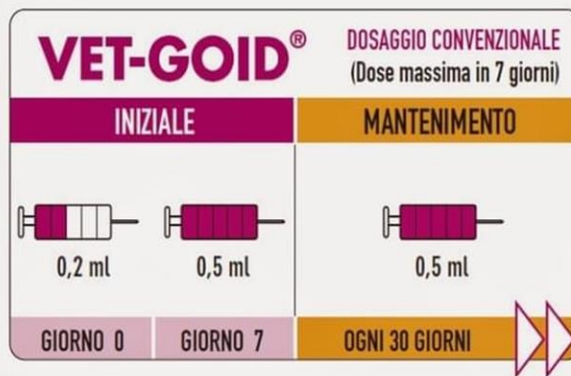 VET-GOID®
DOSAGGIO CONVENZIONALE
(Dose massima in 7 giorni)
INIZIALE
MANTENIMENTO
0,2 ml
0,5 ml
0,5 ml
GIORNO 0
GIORNO 7
OGNI 30 GIORNI